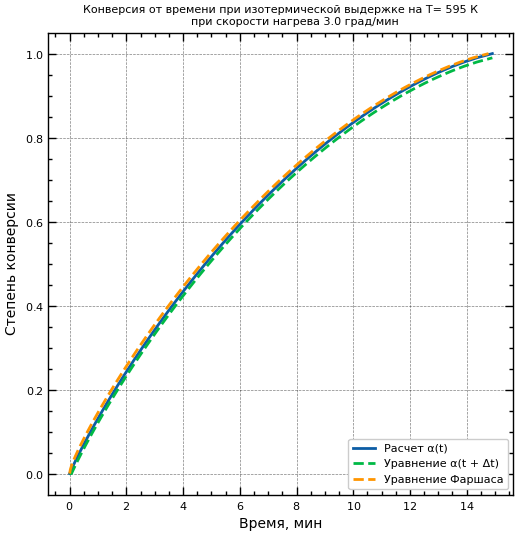 Конверсия от времени при изотермической выдержке на T= 595 К
при скорости нагрева 3.0 град/мин
Степень конверсии
1.0
0.8
0.6
0.4
0.2
0.0
0 2 4 6 8 10 12 14
Время, мин
Расчет α(t)
Уравнение α(t + Δt)
Уравнение Фаршаса